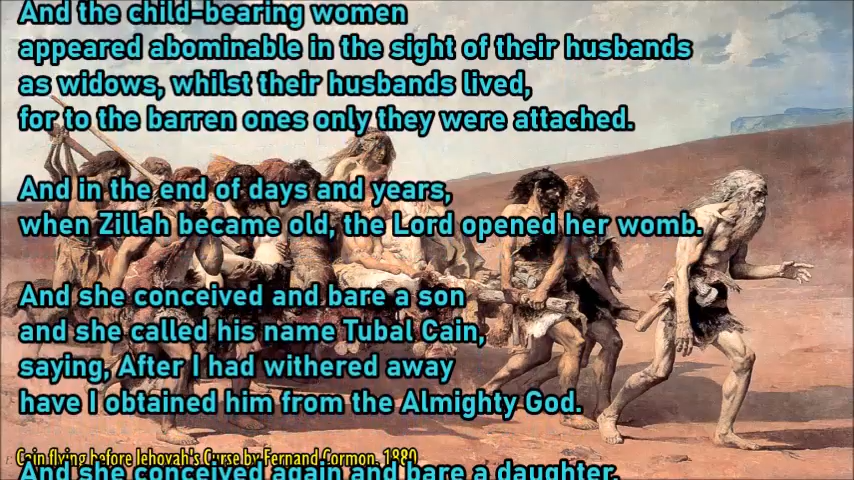 And the child-bearing women
appeared abominable in the sight of their husbands
as widows, whilst their husbands lived,
for to the barren ones only they were attached.
And in the end of days and years,
when Zillah became old, the Lord opened her womb.
And she conceived and bare a son
and she called his name Tubal Cain,
saying, After I had withered away
have I obtained him from the Almighty God.
Cain flying before Jehovah's Curse by Fernand Cormon, 1880
And she conceived again and bare a daughter,